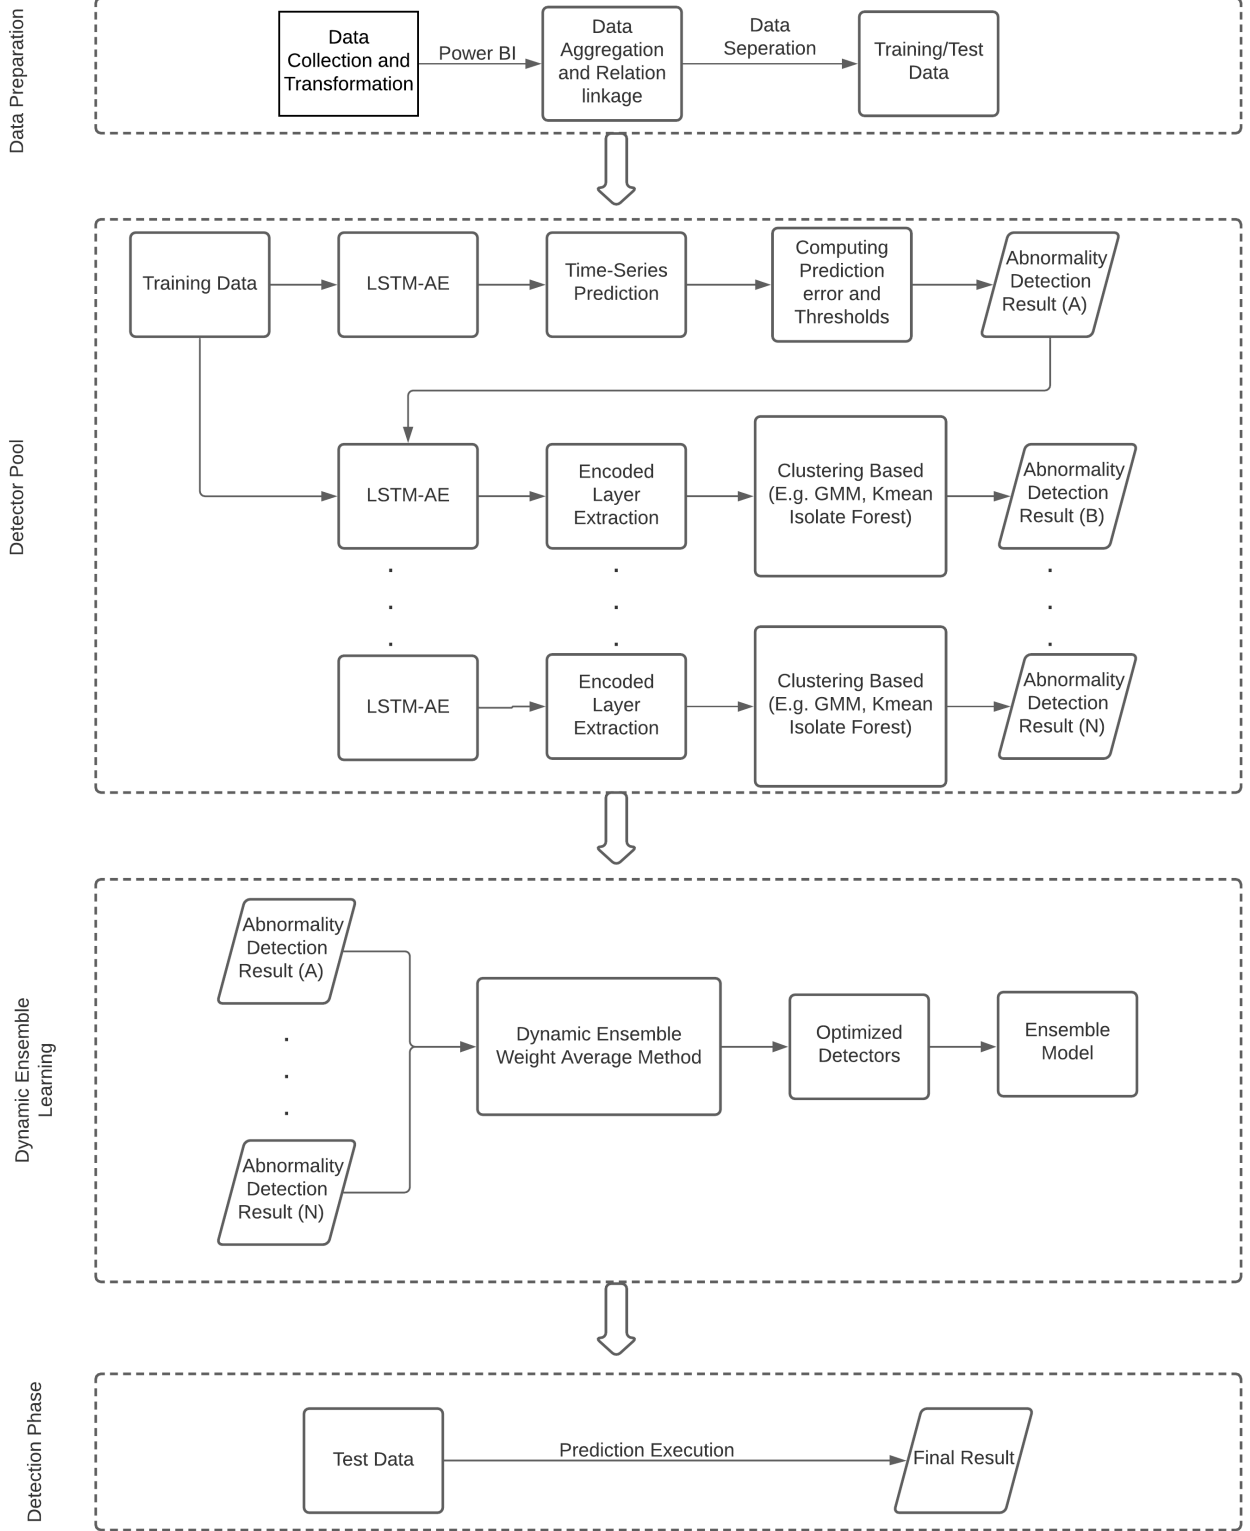 Data Preparation
Data
Collection and
Transformation
Power BI
Data
Aggregation
and Relation
linkage
Data
Seperation
Training/Test
Data
Detector Pool
Training Data
LSTM-AE
Time-Series
Prediction
Computing
Prediction
error and
Thresholds
Abnormality
Detection
Result (A)
LSTM-AE
Encoded
Layer
Extraction
Clustering Based
(E.g. GMM, Kmean
Isolate Forest)
Abnormality
Detection
Result (B)
LSTM-AE
Encoded
Layer
Extraction
Clustering Based
(E.g. GMM, Kmean
Isolate Forest)
Abnormality
Detection
Result (N)
Dynamic Ensemble
Learning
Abnormality
Detection
Result (A)
Abnormality
Detection
Result (N)
Dynamic Ensemble
Weight Average Method
Optimized
Detectors
Ensemble
Model
Detection Phase
Test Data
Prediction Execution
Final Result